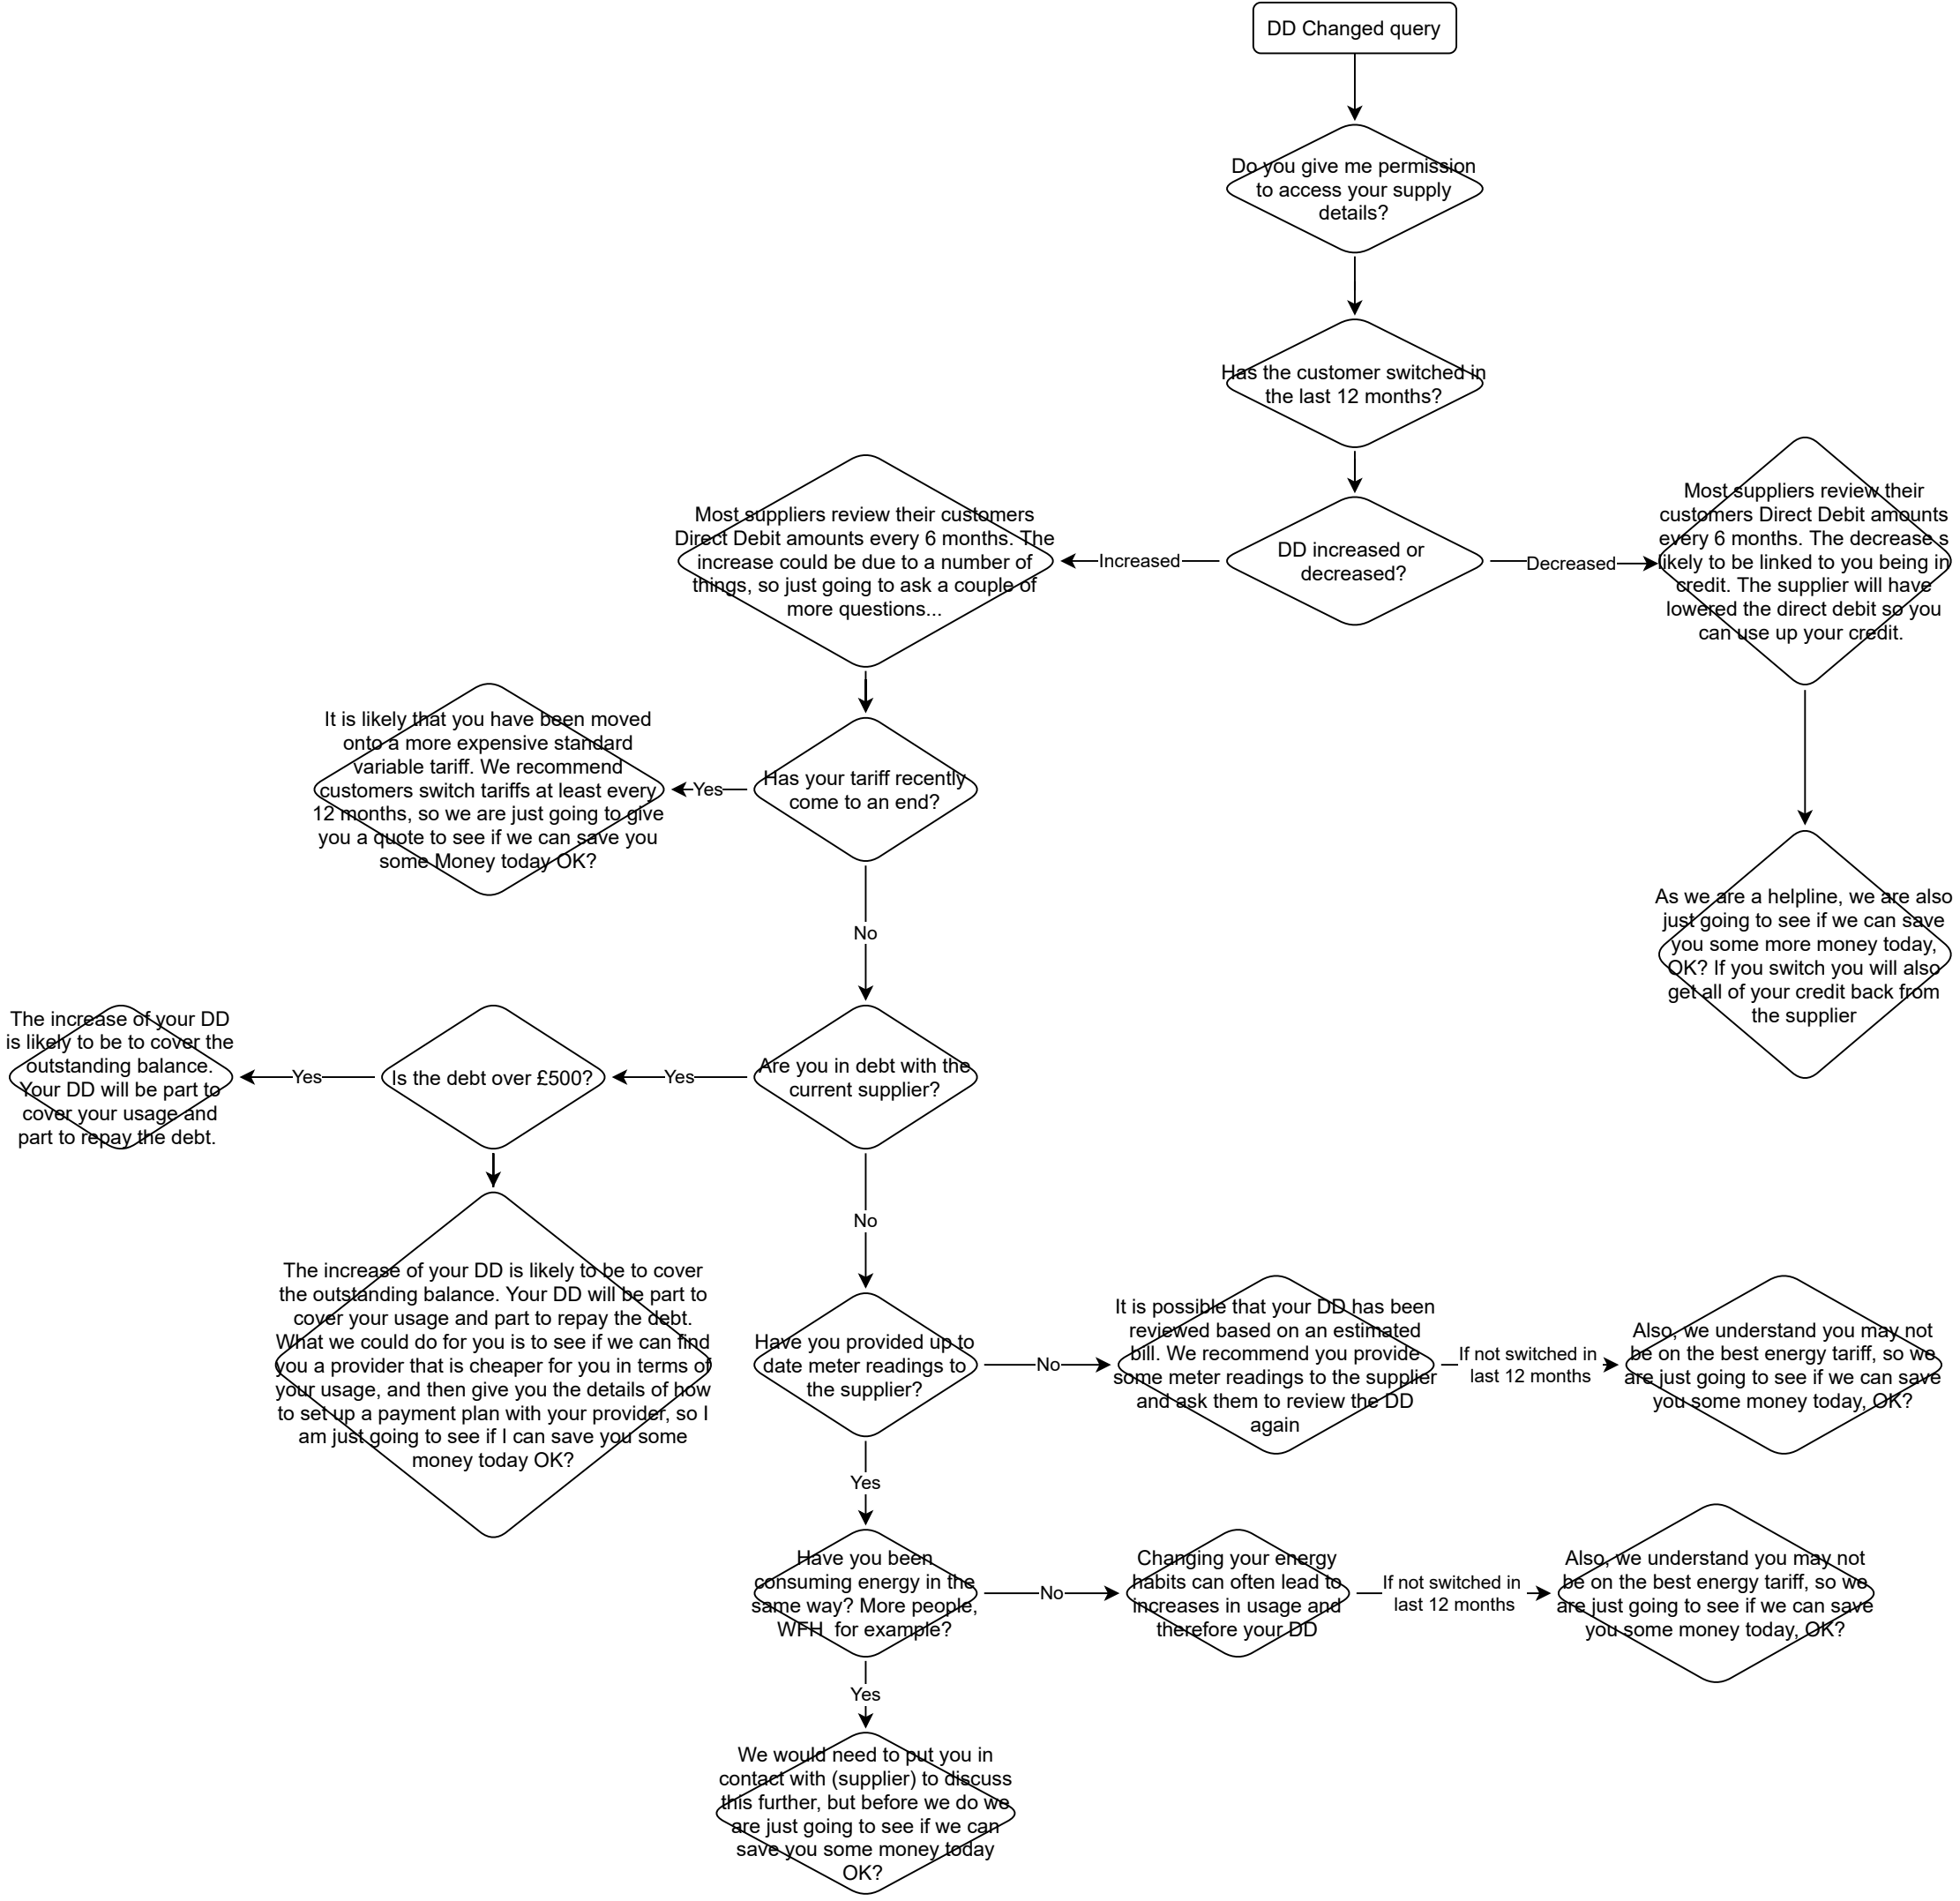 DD Changed query
Do you give me permission
to access your supply
details?
Has the customer switched in
the last 12 months?
DD increased or
decreased?
Increased
Decreased
Most suppliers review their
customers Direct Debit amounts
every 6 months. The decrease s
likely to be linked to you being in
credit. The supplier will have
lowered the direct debit so you
can use up your credit.
As we are a helpline, we are also
just going to see if we can save
you some more money today,
OK? If you switch you will also
get all of your credit back from
the supplier
Most suppliers review their customers
Direct Debit amounts every 6 months. The
increase could be due to a number of
things, so just going to ask a couple of
more questions...
Has your tariff recently
come to an end?
Yes
It is likely that you have been moved
onto a more expensive standard
variable tariff. We recommend
customers switch tariffs at least every
12 months, so we are just going to give
you a quote to see if we can save you
some Money today OK?
No
Are you in debt with the
current supplier?
Yes
Is the debt over £500?
Yes
The increase of your DD
is likely to be to cover the
outstanding balance.
Your DD will be part to
cover your usage and
part to repay the debt.
The increase of your DD is likely to be to cover
the outstanding balance. Your DD will be part to
cover your usage and part to repay the debt.
What we could do for you is to see if we can find
you a provider that is cheaper for you in terms of
your usage, and then give you the details of how
to set up a payment plan with your provider, so I
am just going to see if I can save you some
money today OK?
No
Have you provided up to
date meter readings to
the supplier?
No
It is possible that your DD has been
reviewed based on an estimated
bill. We recommend you provide
some meter readings to the supplier
and ask them to review the DD
again
If not switched in
last 12 months
Also, we understand you may not
be on the best energy tariff, so we
are just going to see if we can save
you some money today, OK?
Yes
Have you been
consuming energy in the
same way? More people,
WFH for example?
No
Changing your energy
habits can often lead to
increases in usage and
therefore your DD
If not switched in
last 12 months
Also, we understand you may not
be on the best energy tariff, so we
are just going to see if we can save
you some money today, OK?
Yes
We would need to put you in
contact with (supplier) to discuss
this further, but before we do we
are just going to see if we can
save you some money today
OK?